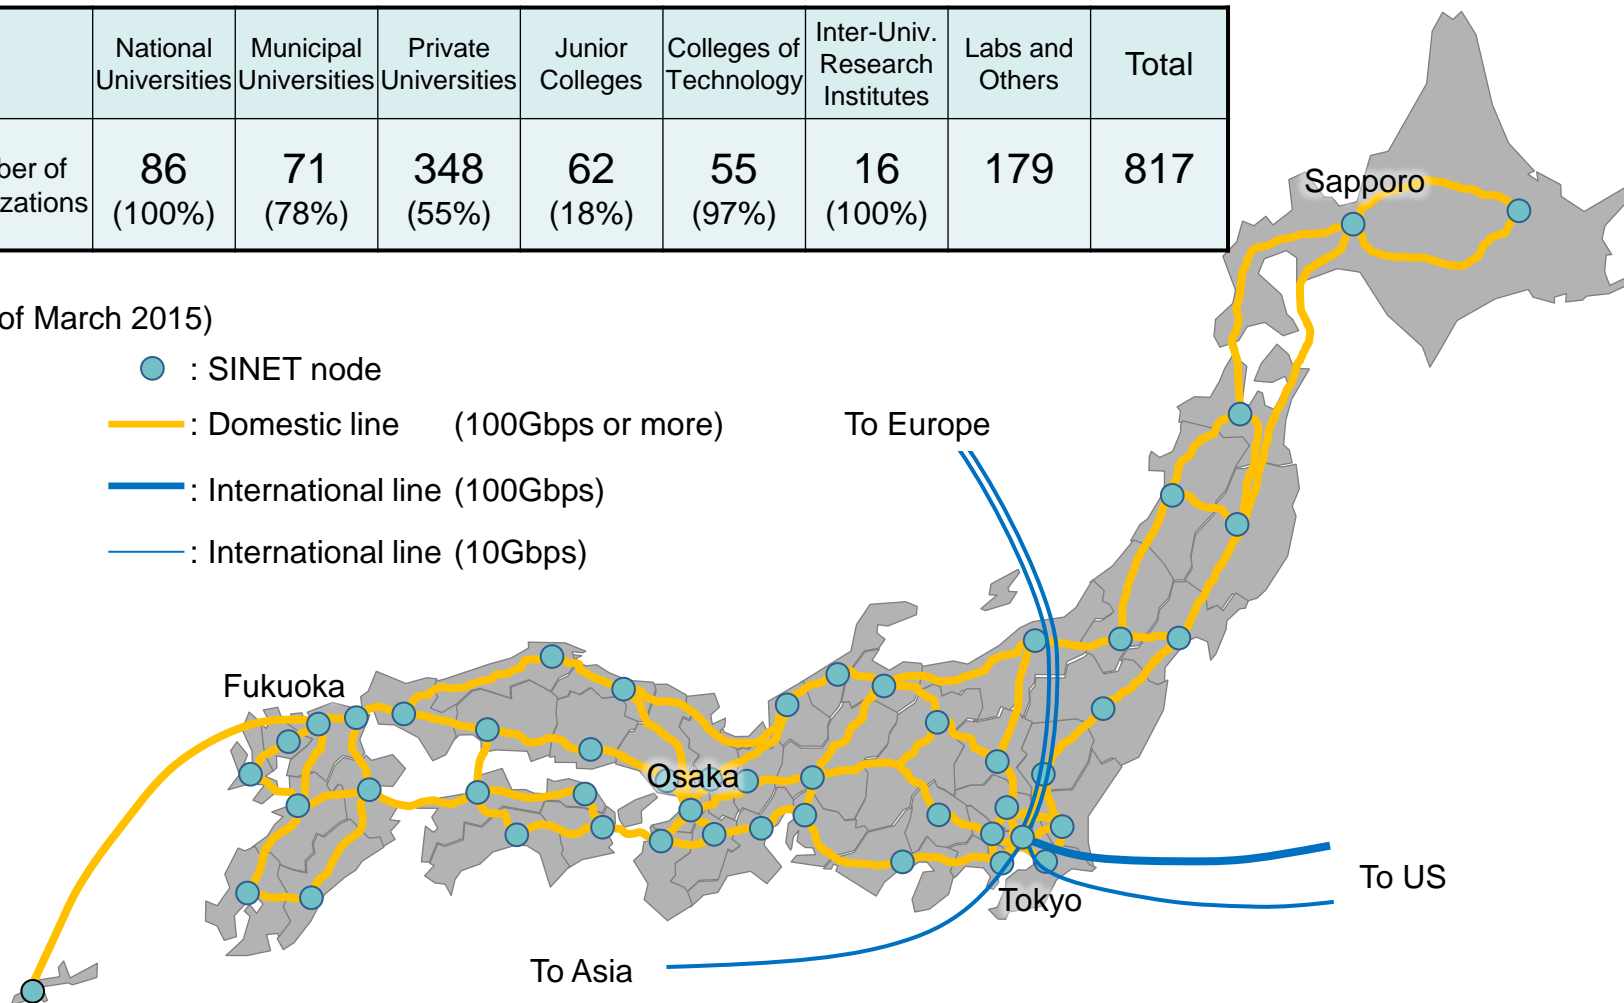 National Universities
Municipal Universities
Private Universities
Junior Colleges
Colleges of Technology
Inter-Univ. Research Institutes
Labs and Others
Total
ber of
zations
86
(100%)
71
(78%)
348
(55%)
62
(18%)
55
(97%)
16
(100%)
179
817
of March 2015)
: SINET node
: Domestic line (100Gbps or more)
: International line (100Gbps)
: International line (10Gbps)
To Europe
Sapporo
Fukuoka
Osaka
Tokyo
To US
To Asia